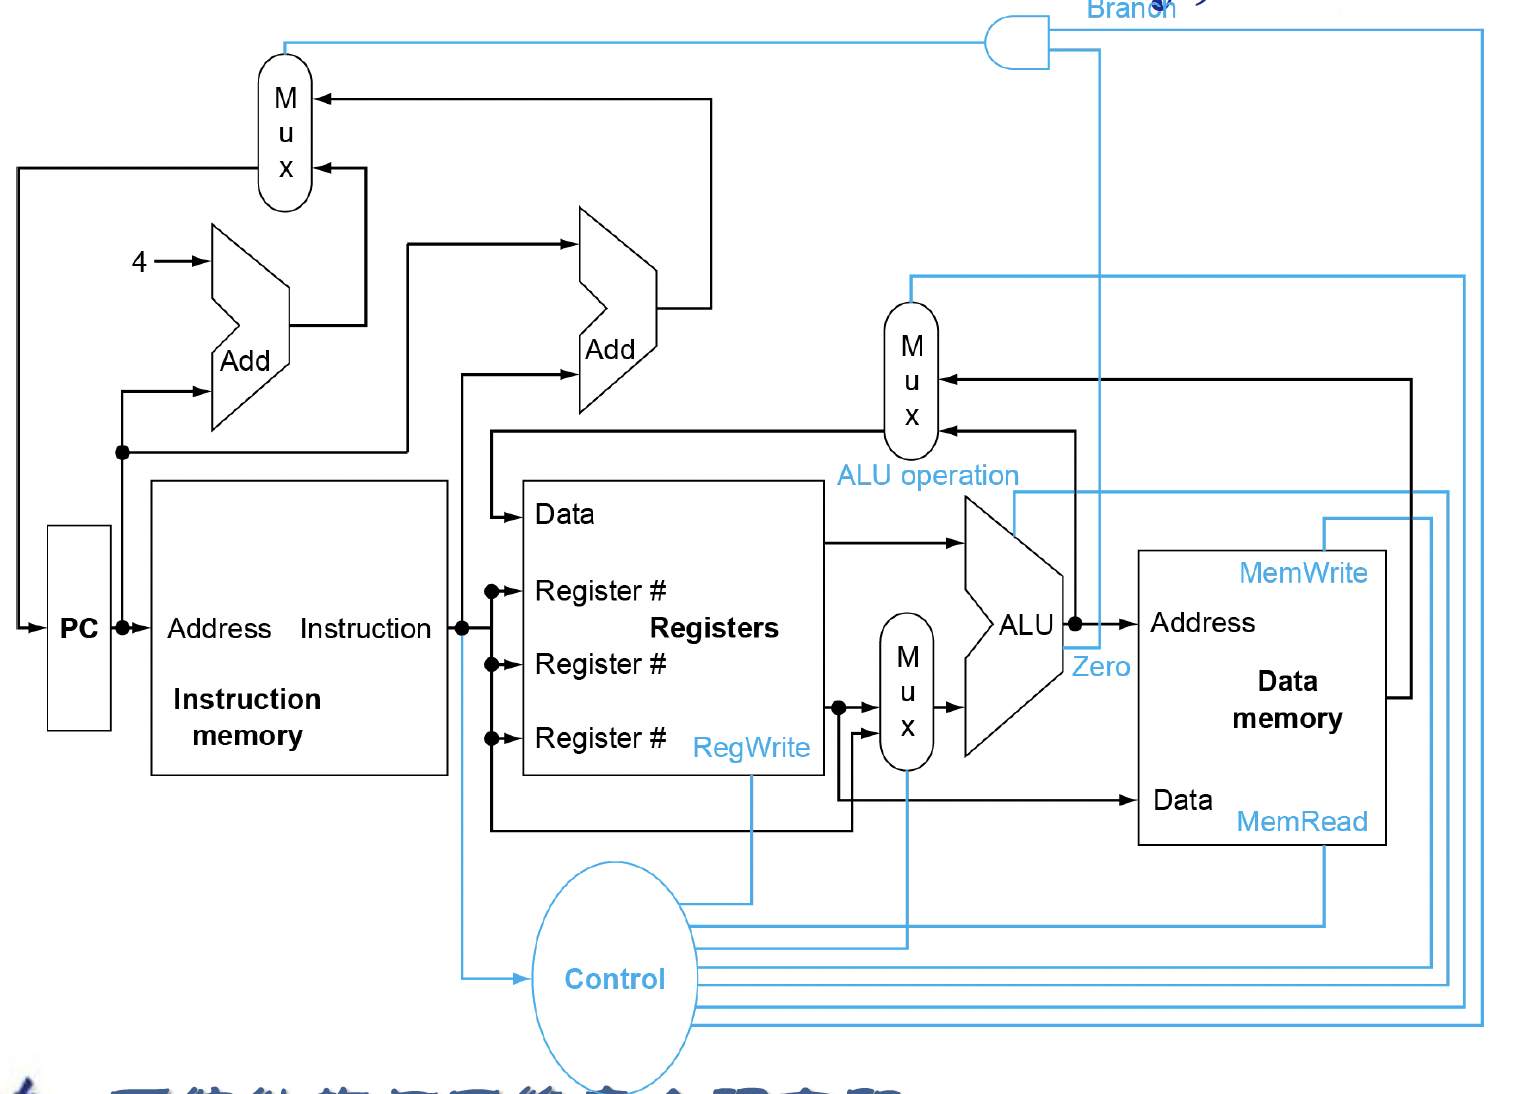 Branch
M
u
x
4
Add
Add
M
u
x
ALU operation
Data
Register #
Registers
Register #
Register #
RegWrite
PC
Address
Instruction
Instruction
memory
M
u
x
ALU
Zero
MemWrite
Address
Data
memory
Data
MemRead
Control